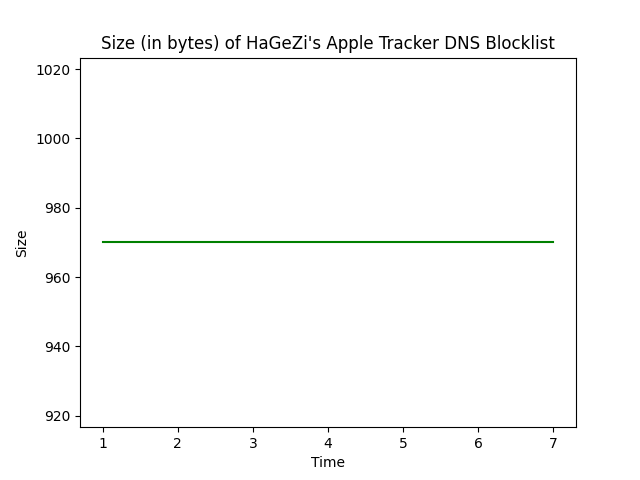 Size (in bytes) of HaGeZi's Apple Tracker DNS Blocklist
1020
1000
980
960
940
920
Size
1 2 3 4 5 6 7
Time